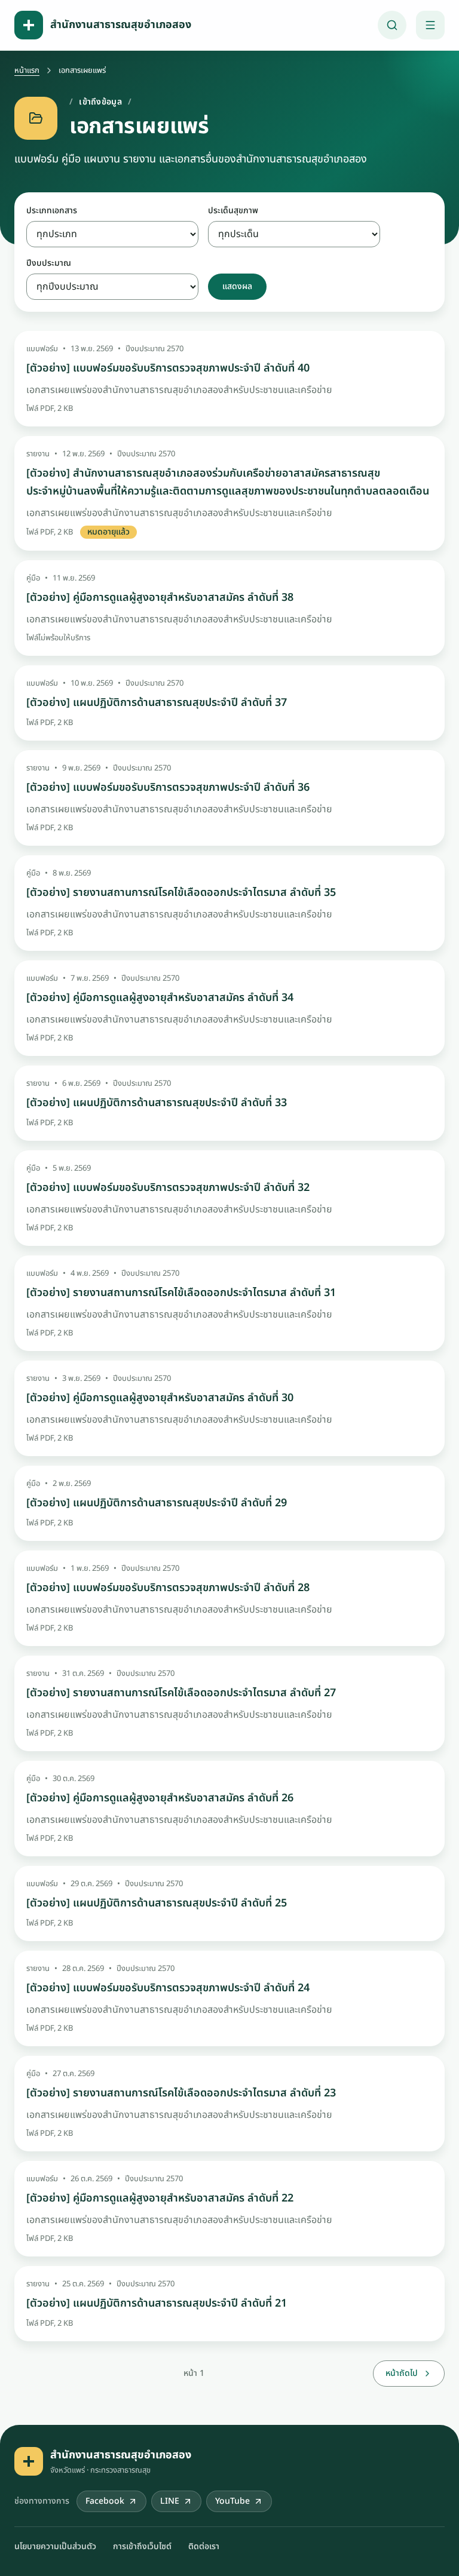 สำนักงานสาธารณสุขอำเภอสอง
หน้าแรก > เอกสารเผยแพร่
/ เข้าถึงข้อมูล /
เอกสารเผยแพร่
แบบฟอร์ม คู่มือ แผนงาน รายงาน และเอกสารอื่นของสำนักงานสาธารณสุขอำเภอสอง
ประเภทเอกสาร ประเด็นสุขภาพ
ทุกประเภท ทุกประเด็น
ปีงบประมาณ
ทุกปีงบประมาณ แสดงผล
แบบฟอร์ม • 13 พ.ย. 2569 • ปีงบประมาณ 2570
[ตัวอย่าง] แบบฟอร์มขอรับบริการตรวจสุขภาพประจำปี ลำดับที่ 40
เอกสารเผยแพร่ของสำนักงานสาธารณสุขอำเภอสองสำหรับประชาชนและเครือข่าย
ไฟล์ PDF, 2 KB
รายงาน • 12 พ.ย. 2569 • ปีงบประมาณ 2570
[ตัวอย่าง] สำนักงานสาธารณสุขอำเภอสองร่วมกับเครือข่ายอาสาสมัครสาธารณสุข
ประจำหมู่บ้านลงพื้นที่ให้ความรู้และติดตามการดูแลสุขภาพของประชาชนในทุกตำบลตลอดเดือน
เอกสารเผยแพร่ของสำนักงานสาธารณสุขอำเภอสองสำหรับประชาชนและเครือข่าย
ไฟล์ PDF, 2 KB หมดอายุแล้ว
คู่มือ • 11 พ.ย. 2569
[ตัวอย่าง] คู่มือการดูแลผู้สูงอายุสำหรับอาสาสมัคร ลำดับที่ 38
เอกสารเผยแพร่ของสำนักงานสาธารณสุขอำเภอสองสำหรับประชาชนและเครือข่าย
ไฟล์ไม่พร้อมให้บริการ
แบบฟอร์ม • 10 พ.ย. 2569 • ปีงบประมาณ 2570
[ตัวอย่าง] แผนปฏิบัติการด้านสาธารณสุขประจำปี ลำดับที่ 37
ไฟล์ PDF, 2 KB
รายงาน • 9 พ.ย. 2569 • ปีงบประมาณ 2570
[ตัวอย่าง] แบบฟอร์มขอรับบริการตรวจสุขภาพประจำปี ลำดับที่ 36
เอกสารเผยแพร่ของสำนักงานสาธารณสุขอำเภอสองสำหรับประชาชนและเครือข่าย
ไฟล์ PDF, 2 KB
คู่มือ • 8 พ.ย. 2569
[ตัวอย่าง] รายงานสถานการณ์โรคไข้เลือดออกประจำไตรมาส ลำดับที่ 35
เอกสารเผยแพร่ของสำนักงานสาธารณสุขอำเภอสองสำหรับประชาชนและเครือข่าย
ไฟล์ PDF, 2 KB
แบบฟอร์ม • 7 พ.ย. 2569 • ปีงบประมาณ 2570
[ตัวอย่าง] คู่มือการดูแลผู้สูงอายุสำหรับอาสาสมัคร ลำดับที่ 34
เอกสารเผยแพร่ของสำนักงานสาธารณสุขอำเภอสองสำหรับประชาชนและเครือข่าย
ไฟล์ PDF, 2 KB
รายงาน • 6 พ.ย. 2569 • ปีงบประมาณ 2570
[ตัวอย่าง] แผนปฏิบัติการด้านสาธารณสุขประจำปี ลำดับที่ 33
ไฟล์ PDF, 2 KB
คู่มือ • 5 พ.ย. 2569
[ตัวอย่าง] แบบฟอร์มขอรับบริการตรวจสุขภาพประจำปี ลำดับที่ 32
เอกสารเผยแพร่ของสำนักงานสาธารณสุขอำเภอสองสำหรับประชาชนและเครือข่าย
ไฟล์ PDF, 2 KB
แบบฟอร์ม • 4 พ.ย. 2569 • ปีงบประมาณ 2570
[ตัวอย่าง] รายงานสถานการณ์โรคไข้เลือดออกประจำไตรมาส ลำดับที่ 31
เอกสารเผยแพร่ของสำนักงานสาธารณสุขอำเภอสองสำหรับประชาชนและเครือข่าย
ไฟล์ PDF, 2 KB
รายงาน • 3 พ.ย. 2569 • ปีงบประมาณ 2570
[ตัวอย่าง] คู่มือการดูแลผู้สูงอายุสำหรับอาสาสมัคร ลำดับที่ 30
เอกสารเผยแพร่ของสำนักงานสาธารณสุขอำเภอสองสำหรับประชาชนและเครือข่าย
ไฟล์ PDF, 2 KB
คู่มือ • 2 พ.ย. 2569
[ตัวอย่าง] แผนปฏิบัติการด้านสาธารณสุขประจำปี ลำดับที่ 29
ไฟล์ PDF, 2 KB
แบบฟอร์ม • 1 พ.ย. 2569 • ปีงบประมาณ 2570
[ตัวอย่าง] แบบฟอร์มขอรับบริการตรวจสุขภาพประจำปี ลำดับที่ 28
เอกสารเผยแพร่ของสำนักงานสาธารณสุขอำเภอสองสำหรับประชาชนและเครือข่าย
ไฟล์ PDF, 2 KB
รายงาน • 31 ต.ค. 2569 • ปีงบประมาณ 2570
[ตัวอย่าง] รายงานสถานการณ์โรคไข้เลือดออกประจำไตรมาส ลำดับที่ 27
เอกสารเผยแพร่ของสำนักงานสาธารณสุขอำเภอสองสำหรับประชาชนและเครือข่าย
ไฟล์ PDF, 2 KB
คู่มือ • 30 ต.ค. 2569
[ตัวอย่าง] คู่มือการดูแลผู้สูงอายุสำหรับอาสาสมัคร ลำดับที่ 26
เอกสารเผยแพร่ของสำนักงานสาธารณสุขอำเภอสองสำหรับประชาชนและเครือข่าย
ไฟล์ PDF, 2 KB
แบบฟอร์ม • 29 ต.ค. 2569 • ปีงบประมาณ 2570
[ตัวอย่าง] แผนปฏิบัติการด้านสาธารณสุขประจำปี ลำดับที่ 25
ไฟล์ PDF, 2 KB
รายงาน • 28 ต.ค. 2569 • ปีงบประมาณ 2570
[ตัวอย่าง] แบบฟอร์มขอรับบริการตรวจสุขภาพประจำปี ลำดับที่ 24
เอกสารเผยแพร่ของสำนักงานสาธารณสุขอำเภอสองสำหรับประชาชนและเครือข่าย
ไฟล์ PDF, 2 KB
คู่มือ • 27 ต.ค. 2569
[ตัวอย่าง] รายงานสถานการณ์โรคไข้เลือดออกประจำไตรมาส ลำดับที่ 23
เอกสารเผยแพร่ของสำนักงานสาธารณสุขอำเภอสองสำหรับประชาชนและเครือข่าย
ไฟล์ PDF, 2 KB
แบบฟอร์ม • 26 ต.ค. 2569 • ปีงบประมาณ 2570
[ตัวอย่าง] คู่มือการดูแลผู้สูงอายุสำหรับอาสาสมัคร ลำดับที่ 22
เอกสารเผยแพร่ของสำนักงานสาธารณสุขอำเภอสองสำหรับประชาชนและเครือข่าย
ไฟล์ PDF, 2 KB
รายงาน • 25 ต.ค. 2569 • ปีงบประมาณ 2570
[ตัวอย่าง] แผนปฏิบัติการด้านสาธารณสุขประจำปี ลำดับที่ 21
ไฟล์ PDF, 2 KB
หน้า 1 หน้าถัดไป
สำนักงานสาธารณสุขอำเภอสอง
จังหวัดแพร่ · กระทรวงสาธารณสุข
ช่องทางทางการ Facebook LINE YouTube
นโยบายความเป็นส่วนตัว การเข้าถึงเว็บไซต์ ติดต่อเรา